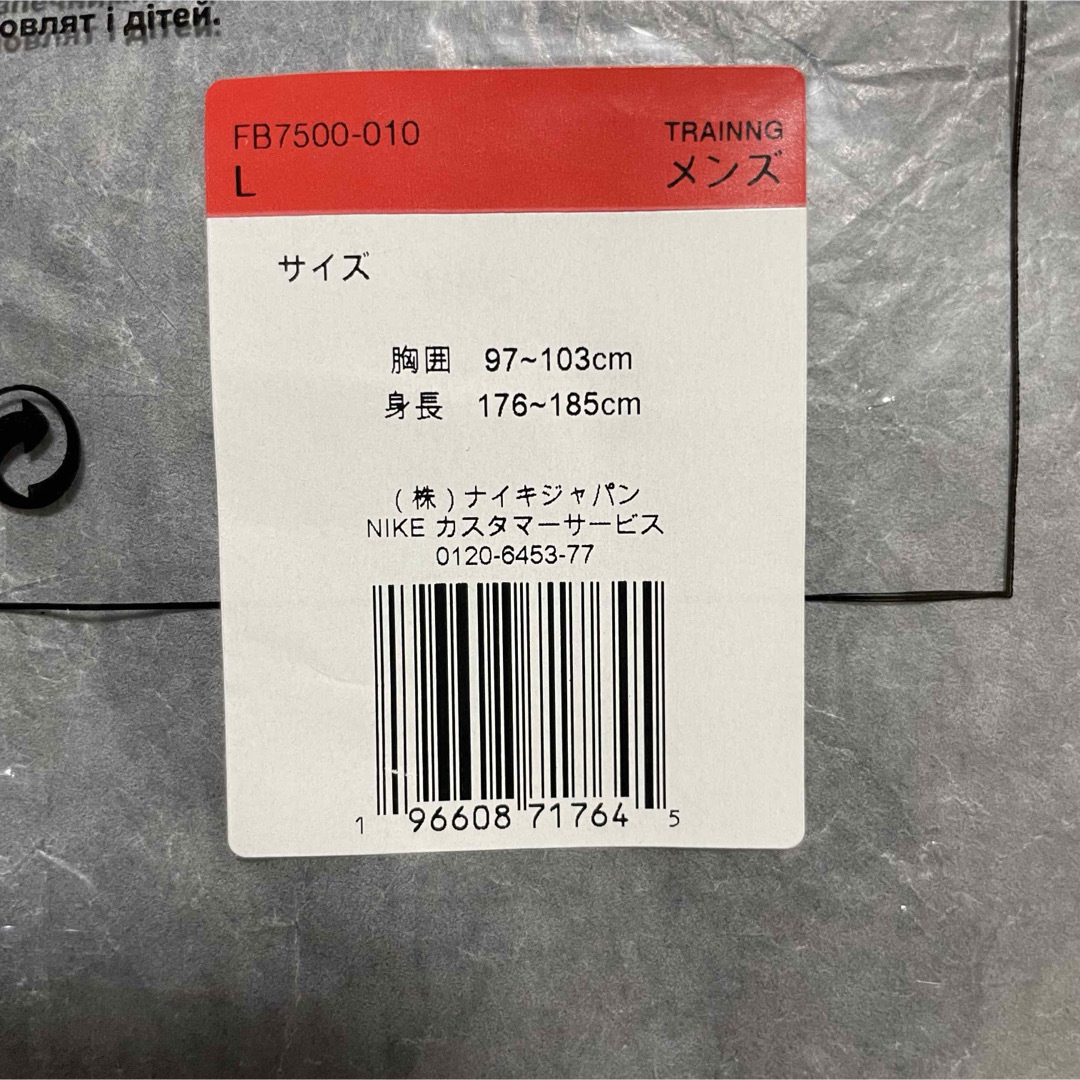 овлят і дітей.
FB7500-010
TRAINNG
L
メンズ
サイズ
胸囲 97~103cm
身長 176~185cm
(株)ナイキジャパン
NIKE カスタマーサービス
0120-6453-77
1 96608 71764 5